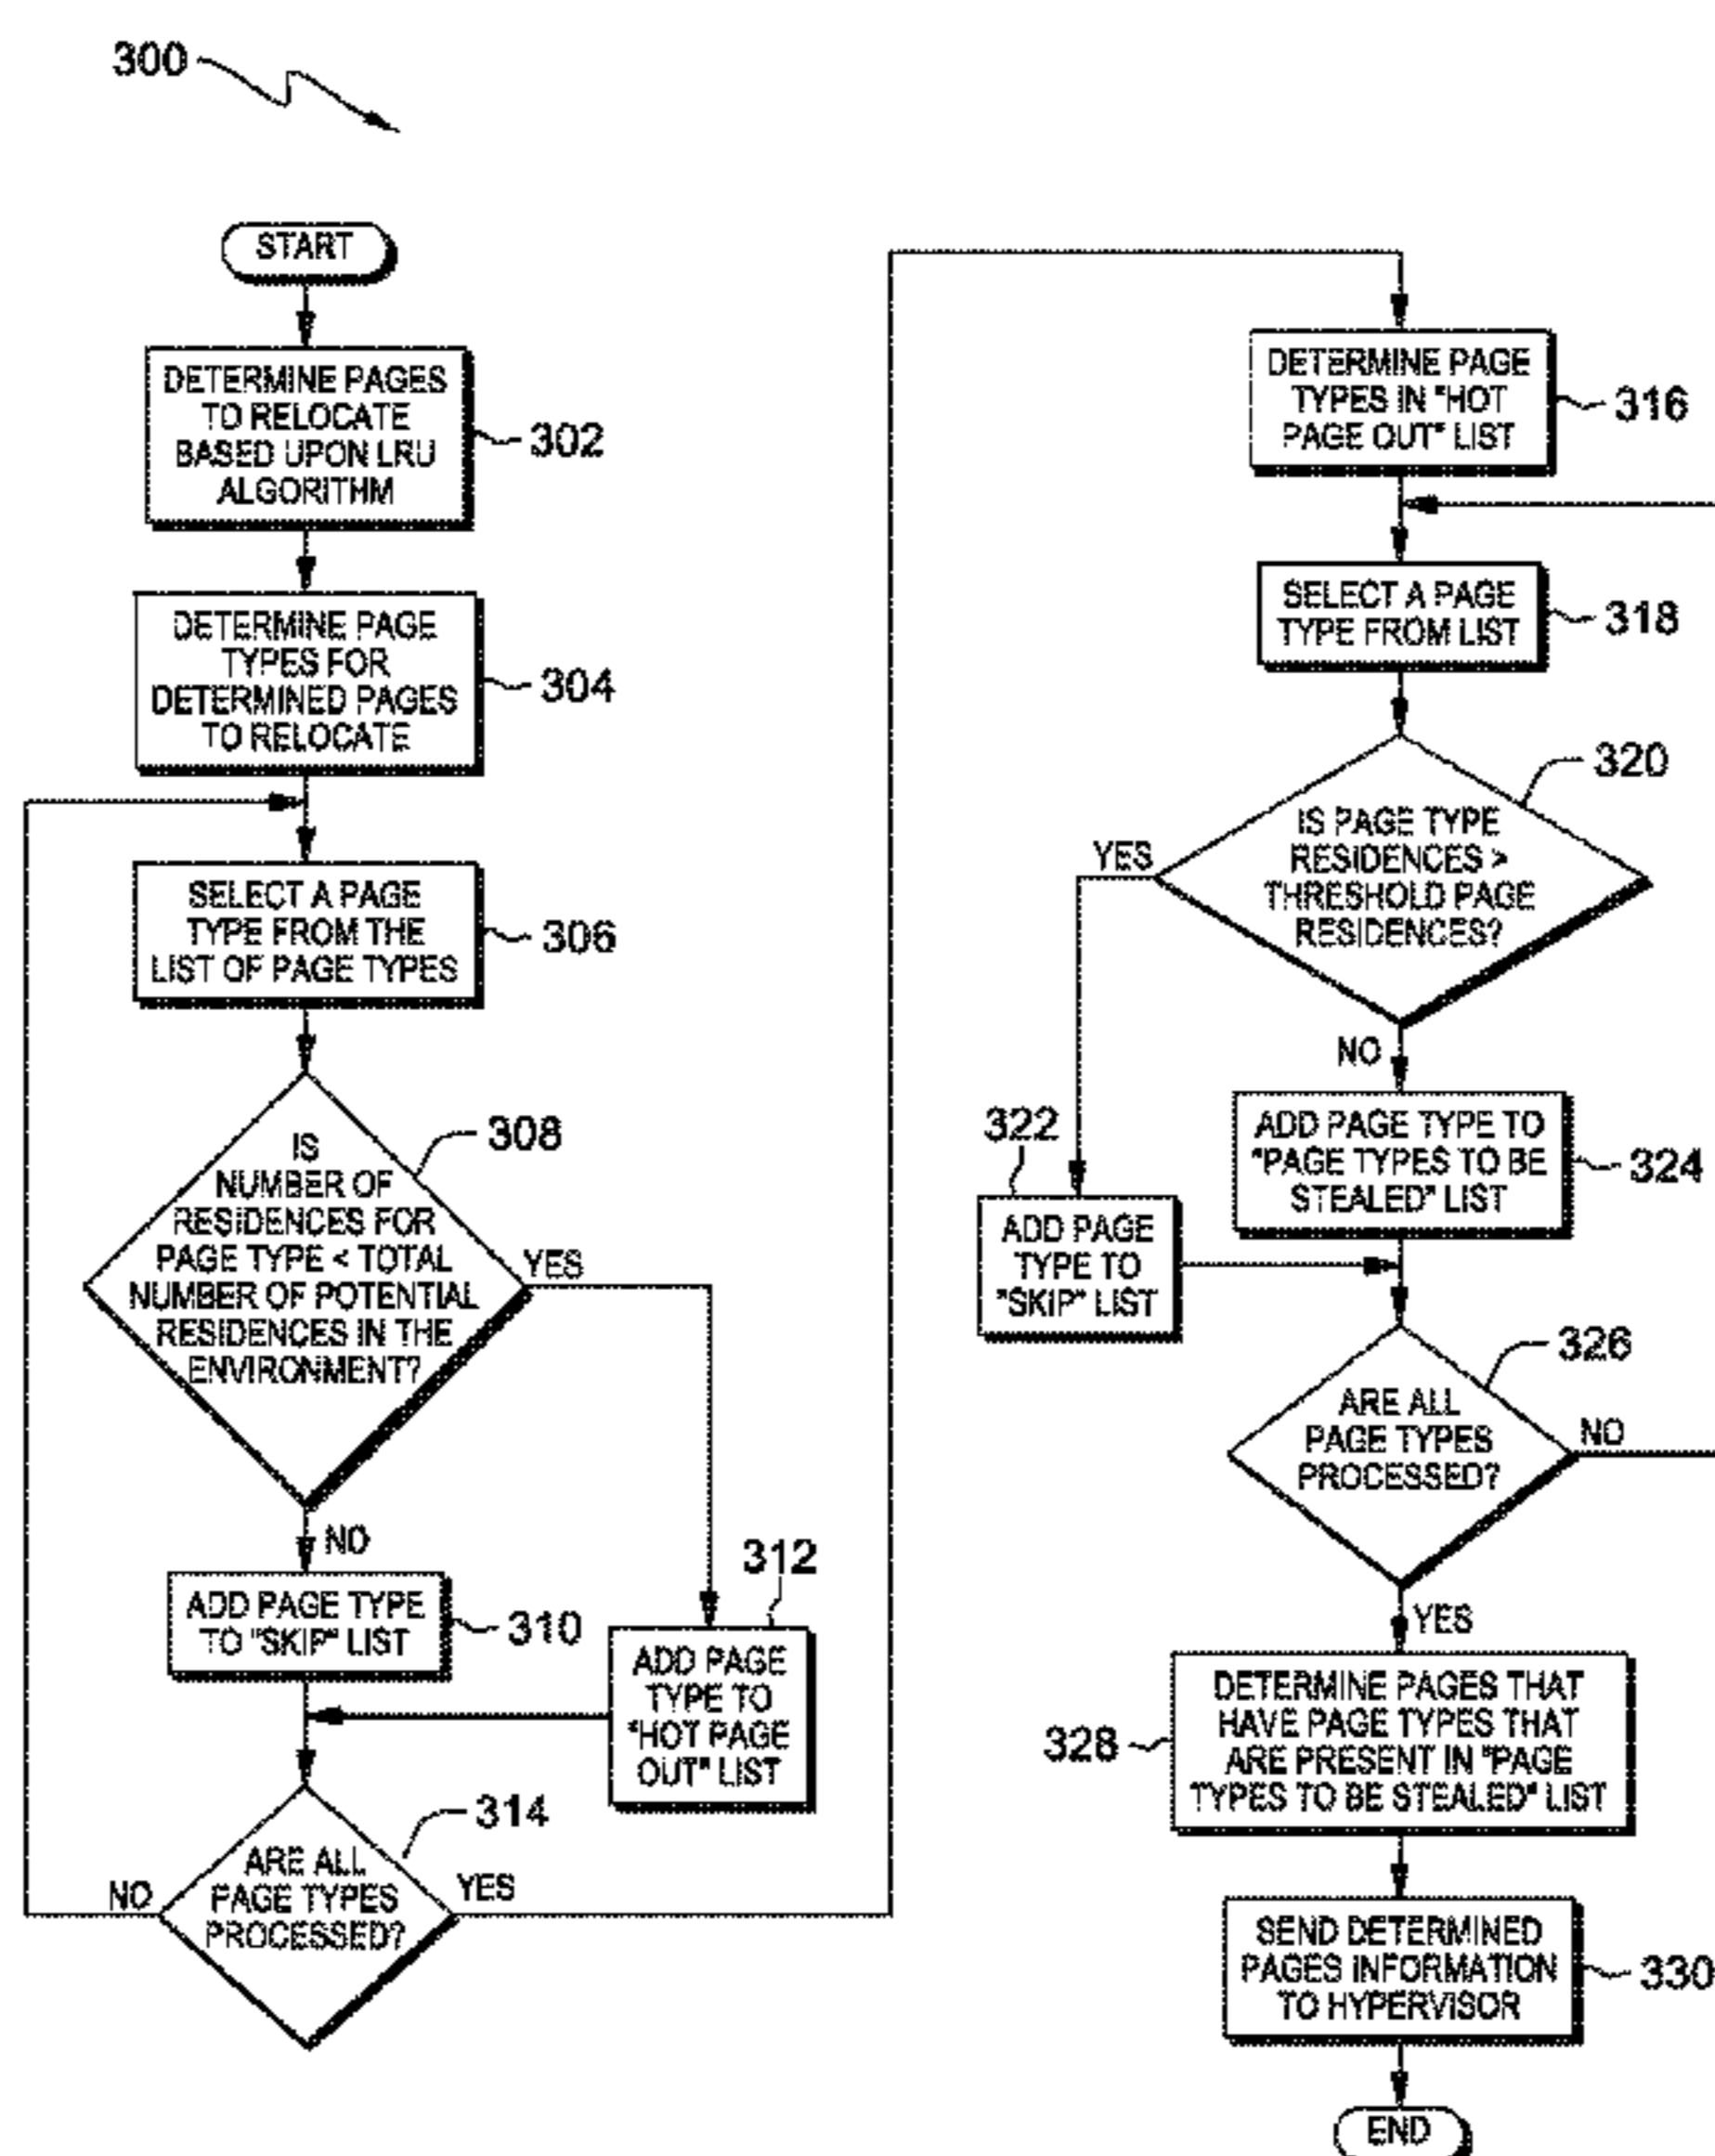 300
START
DETERMINE PAGES
TO RELOCATE
BASED UPON LRU
ALGORITHM
302
DETERMINE PAGE
TYPES FOR
DETERMINED PAGES
TO RELOCATE
304
SELECT A PAGE
TYPE FROM THE
LIST OF PAGE TYPES
306
IS
NUMBER OF
RESIDENCES FOR
PAGE TYPE < TOTAL
NUMBER OF POTENTIAL
RESIDENCES IN THE
ENVIRONMENT?
308
YES
NO
ADD PAGE TYPE
TO "SKIP" LIST
310
312
ADD PAGE
TYPE TO
"HOT PAGE
OUT" LIST
314
ARE ALL
PAGE TYPES
PROCESSED?
NO
YES
DETERMINE PAGE
TYPES IN "HOT
PAGE OUT" LIST
316
SELECT A PAGE
TYPE FROM LIST
318
320
IS PAGE TYPE
RESIDENCES >
THRESHOLD PAGE
RESIDENCES?
YES
NO
322
ADD PAGE
TYPE TO
"SKIP" LIST
ADD PAGE TYPE TO
"PAGE TYPES TO BE
STEALED" LIST
324
326
ARE ALL
PAGE TYPES
PROCESSED?
NO
YES
DETERMINE PAGES THAT
HAVE PAGE TYPES THAT
ARE PRESENT IN "PAGE
TYPES TO BE STEALED" LIST
328
SEND DETERMINED
PAGES INFORMATION
TO HYPERVISOR
330
END